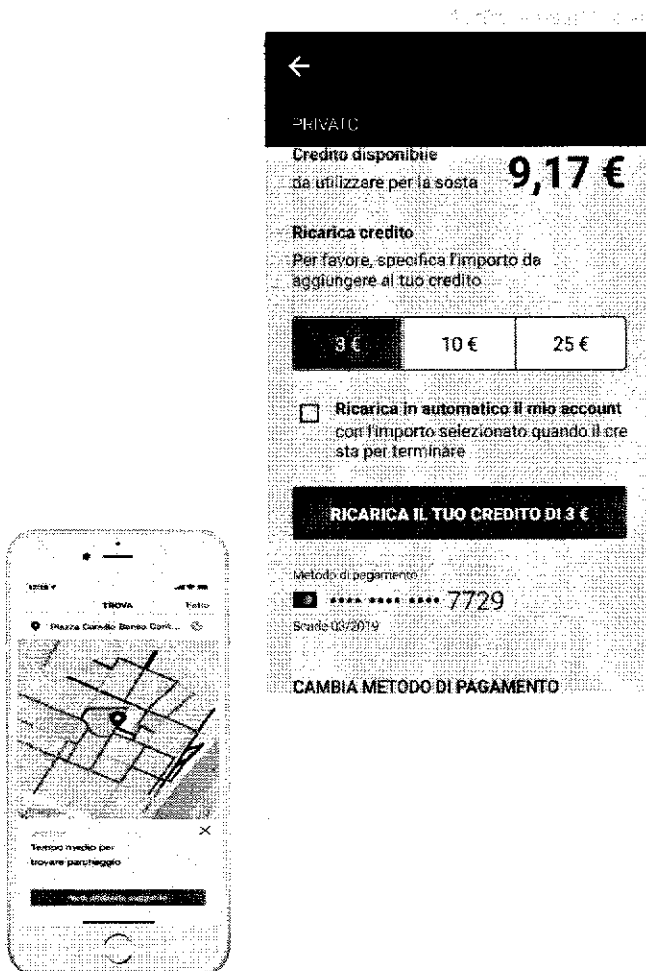 PRIVATO
Credito disponibile
da utilizzare per la sosta
9,17 €
Ricarica credito
Per favore, specifica l'importo da
aggiungere al tuo credito
3 €
10 €
25 €
Ricarica in automatico il mio account
con l'importo selezionato quando il cre
sta per terminare
RICARICA IL TUO CREDITO DI 3 €
Metodo di pagamento
•••• •••• •••• 7729
Scade 03/2019
CAMBIA METODO DI PAGAMENTO
TROVA
Piazza
Tempo medio per
trovare parcheggio